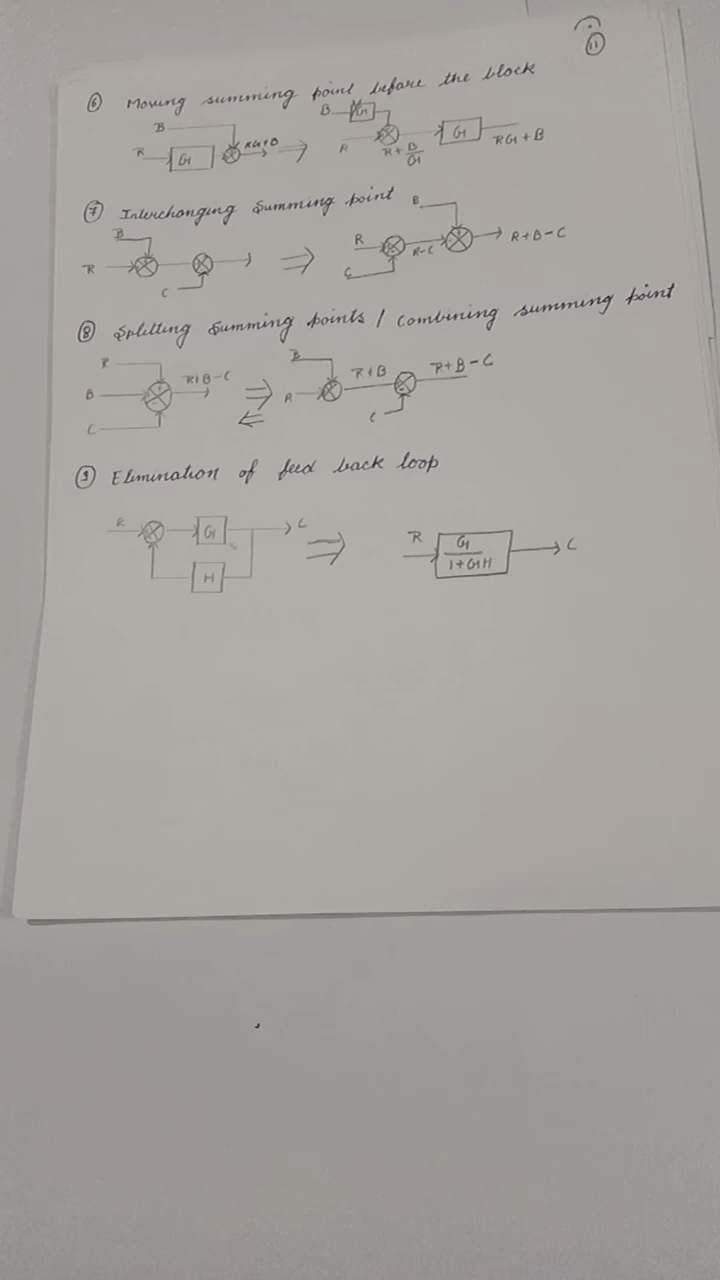 11
6 Moving summing point before the block
B B 1/G1
R G1 RG1+B ⇒ R R + B/G1 G1 RG1 + B
7 Interchanging Summing point
B B
R C ⇒ R C R-C R+B-C
8 Splitting Summing points / Combining summing point
R B C R+B-C ⇒ B R R+B C R+B-C
⇐
9 Elimination of feed back loop
R G1 C ⇒ R G1/1+G1H C
H